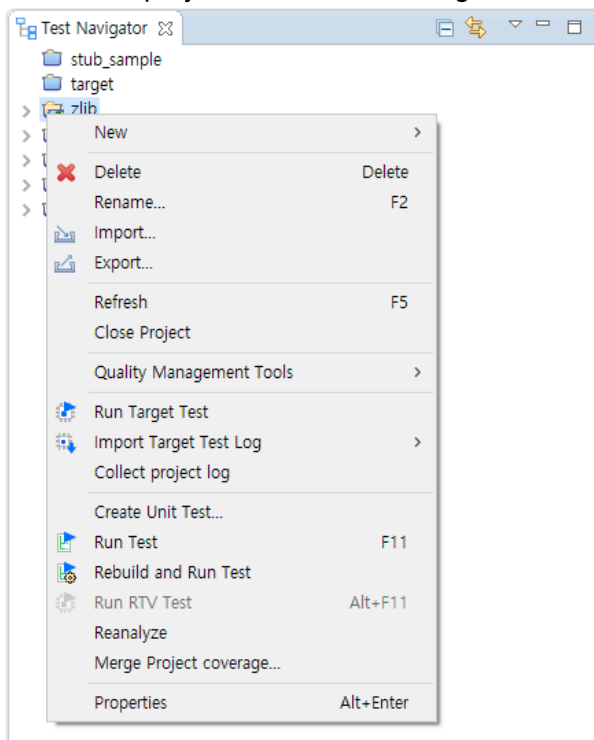 Test Navigator
stub_sample
target
zlib
New
Delete Delete
Rename... F2
Import...
Export...
Refresh F5
Close Project
Quality Management Tools
Run Target Test
Import Target Test Log
Collect project log
Create Unit Test...
Run Test F11
Rebuild and Run Test
Run RTV Test Alt+F11
Reanalyze
Merge Project coverage...
Properties Alt+Enter